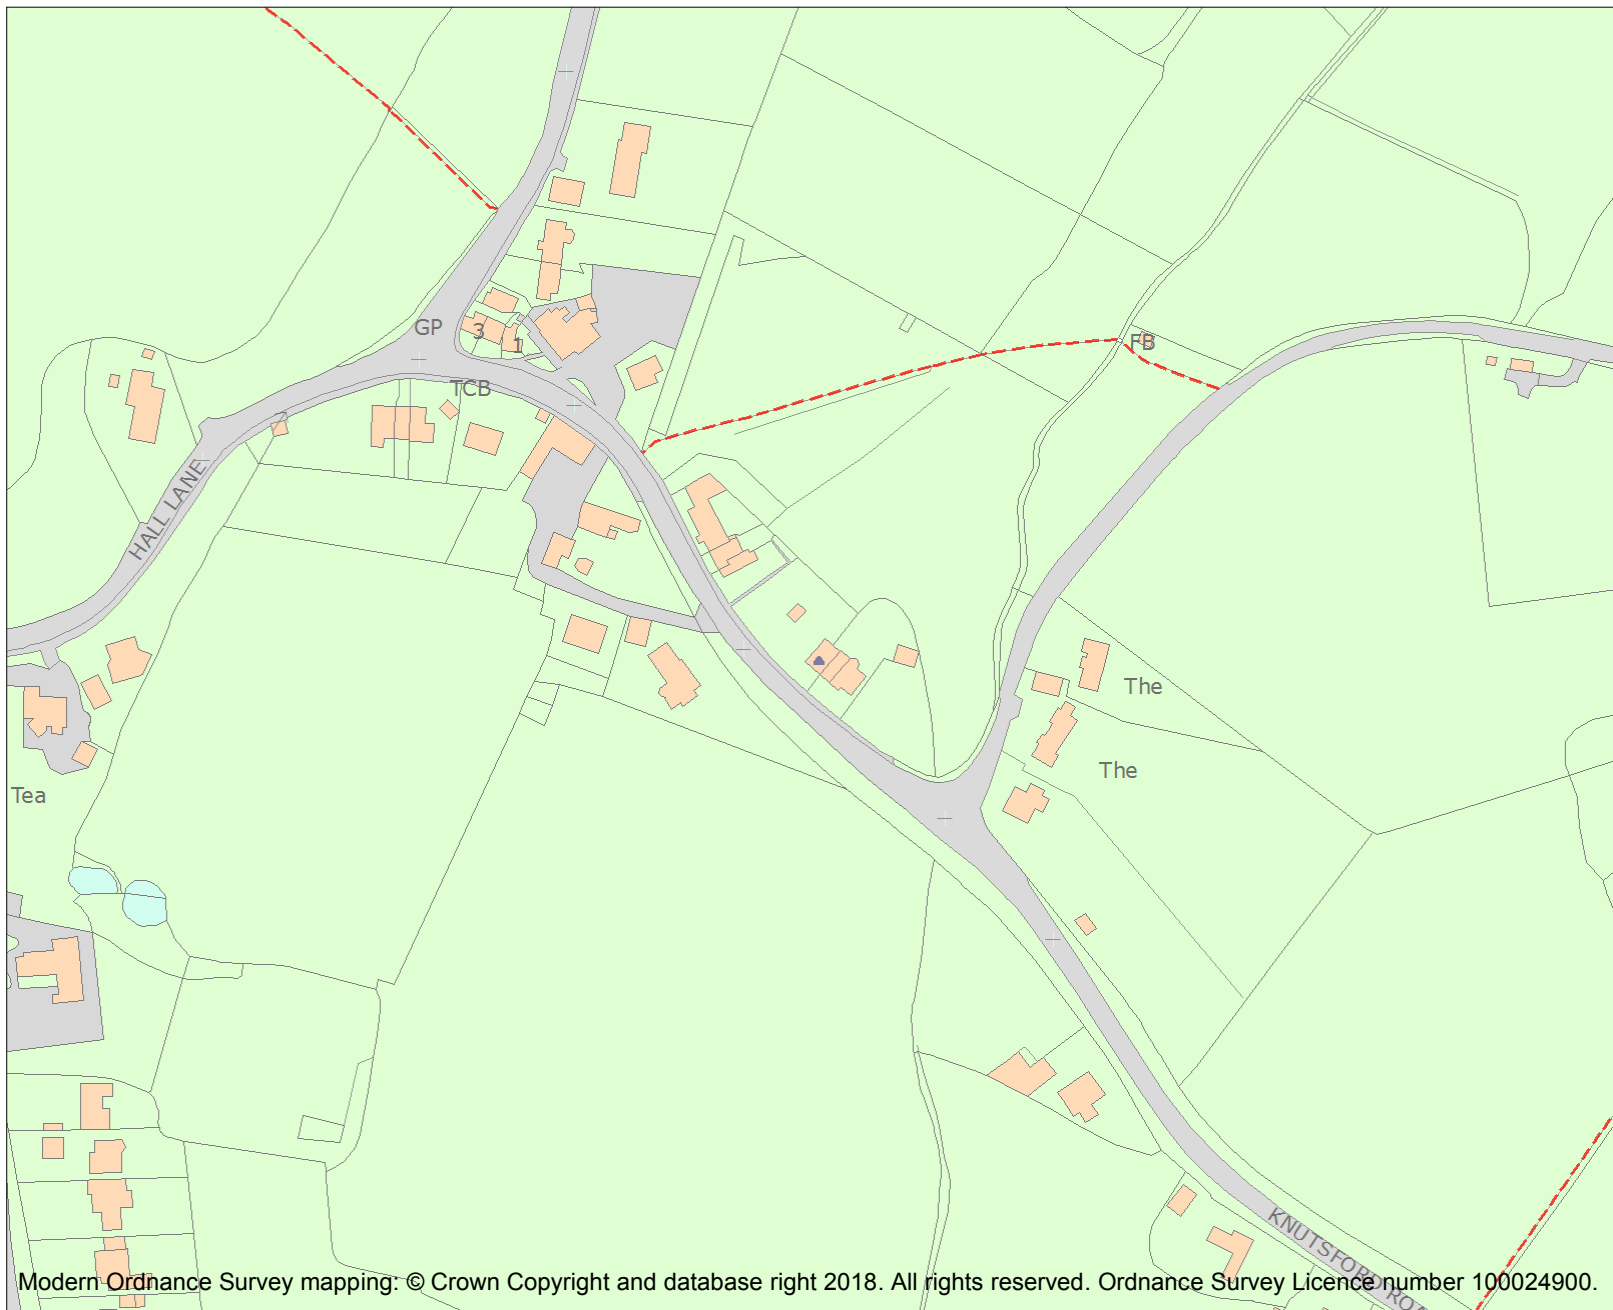 GP
3
1
FB
TCB
HALL LANE
The
The
Tea
KNUTSFORD ROA
Modern Ordnance Survey mapping: © Crown Copyright and database right 2018. All rights reserved. Ordnance Survey Licence number 100024900.